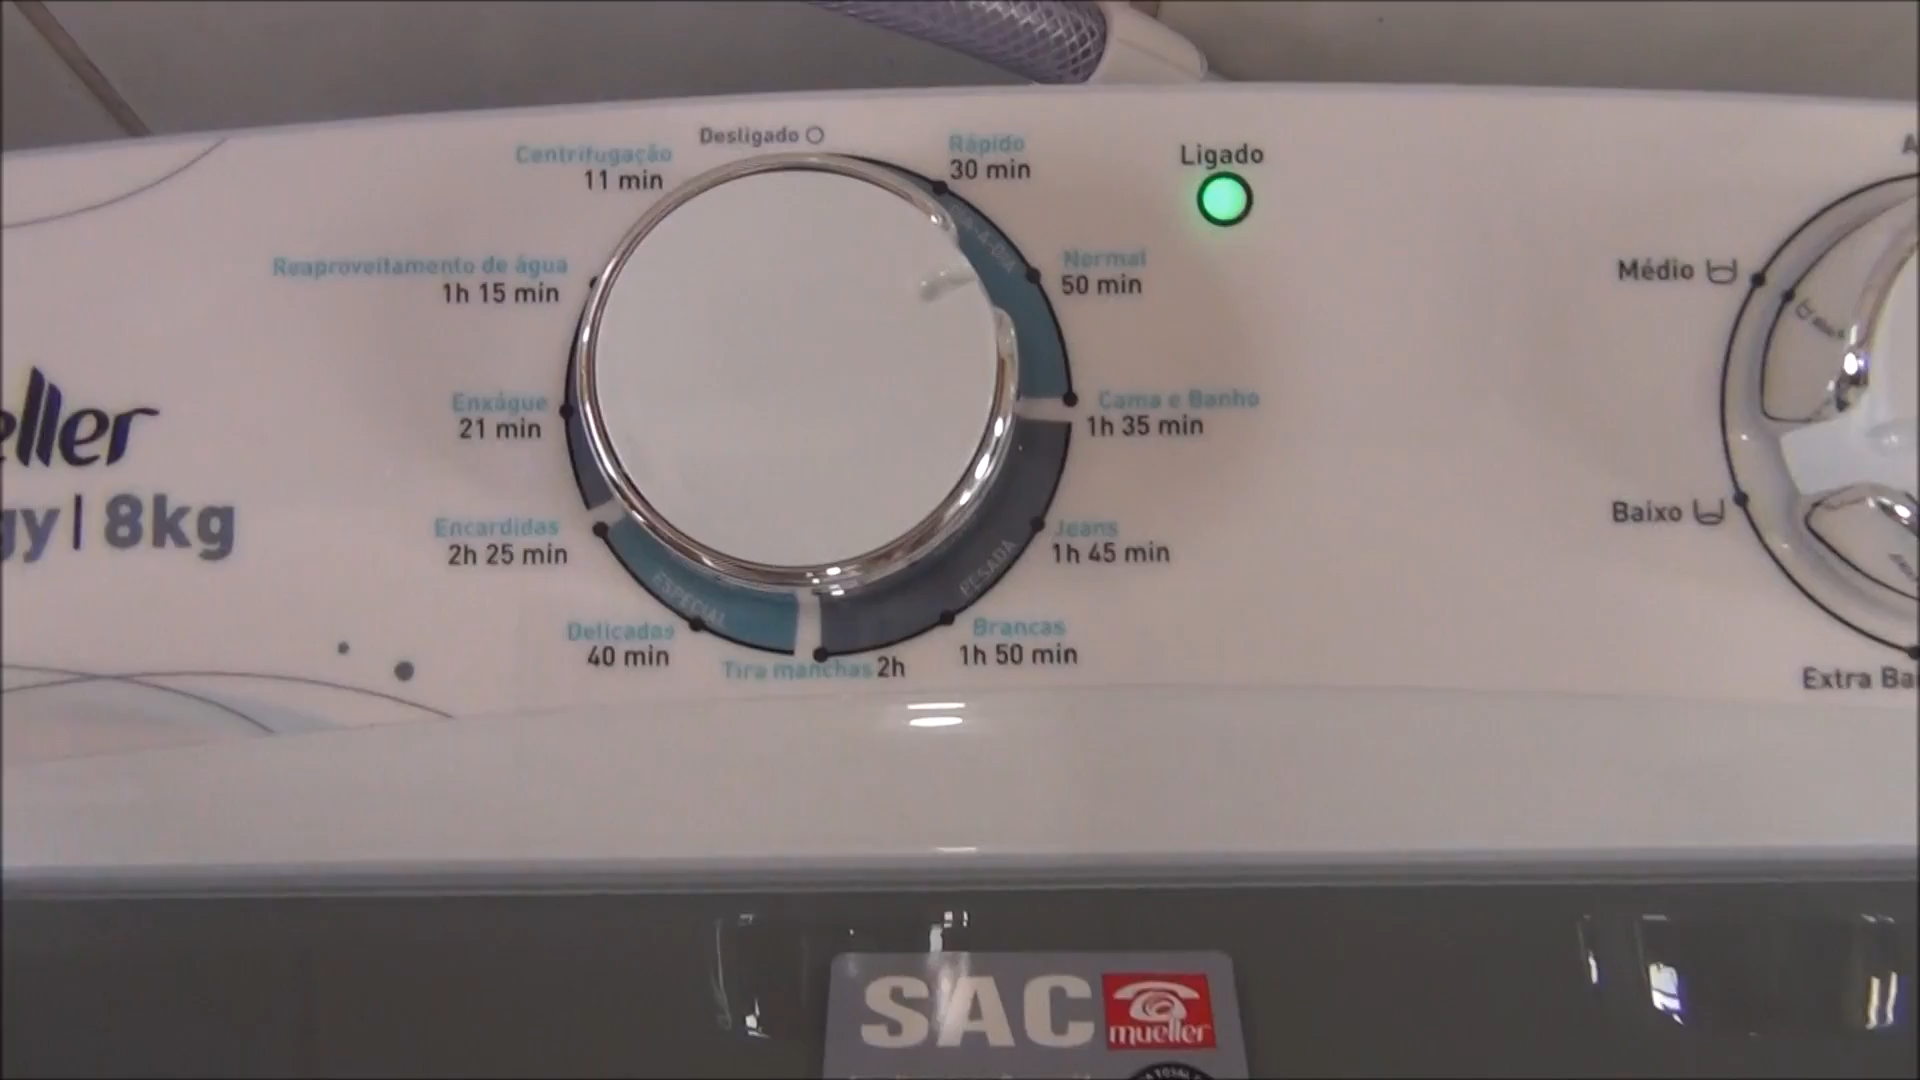 Desligado
Centrifugação
11 min
Rápido
30 min
Ligado
Reaproveitamento de água
1h 15 min
Normal
50 min
Médio
Enxágue
21 min
Cama e Banho
1h 35 min
eller
gy | 8kg
Encardidas
2h 25 min
Jeans
1h 45 min
PESADA
Baixo
ESPECIAL
Delicadas
40 min
Tira manchas 2h
Brancas
1h 50 min
Extra Ba
SAC
mueller